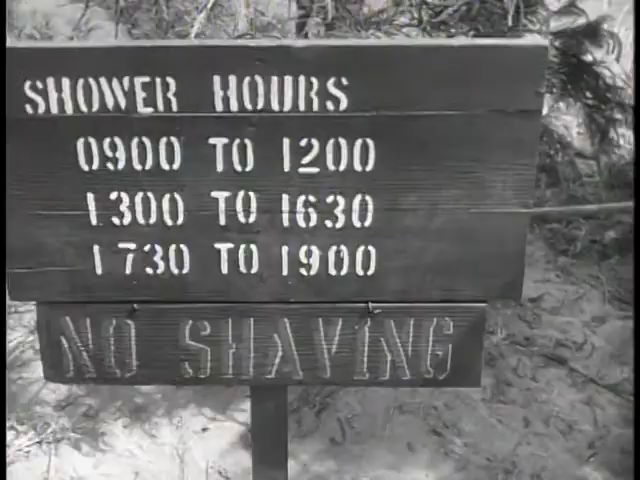 SHOWER HOURS
0900 TO 1200
1300 TO 1630
1730 TO 1900
NO SHAVING